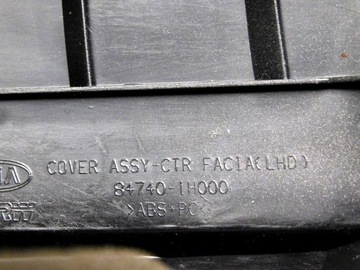 COVER ASSY-CTR FACIA(LHD)
84740-1H000
>ABS+PC<